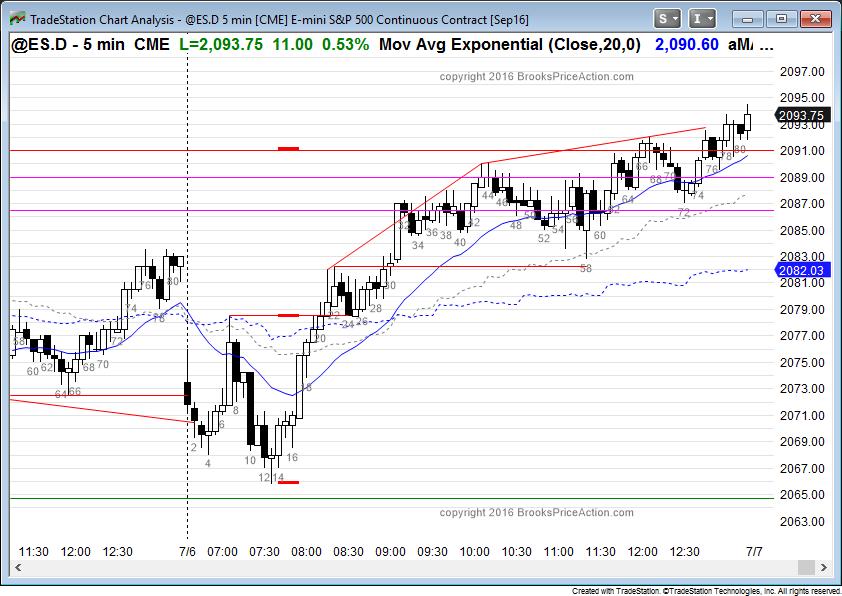 TradeStation Chart Analysis - @ES.D 5 min [CME] E-mini S&P 500 Continuous Contract [Sep16]
S I
@ES.D - 5 min CME L=2,093.75 11.00 0.53% Mov Avg Exponential (Close,20,0) 2,090.60 aMA ...
copyright 2016 BrooksPriceAction.com
2097.00
2095.00
2093.75
2093.00
2091.00
2089.00
2087.00
2085.00
2083.00
2082.03
2081.00
2079.00
2077.00
2075.00
2073.00
2071.00
2069.00
2067.00
2065.00
2063.00
58 60 62 64 66 68 70 72 74 76 78 80
2 4 6 8 10 12 14 16 18 20 22 24 26 28 30 32 34 36 38 40 42 44 46 48 50 52 54 56 58 60 62 64 66 68 70 72 74 76 78 80
copyright 2016 BrooksPriceAction.com
11:30 12:00 12:30 7/6 07:00 07:30 08:00 08:30 09:00 09:30 10:00 10:30 11:00 11:30 12:00 12:30 7/7
Created with TradeStation. ©TradeStation Technologies, Inc. All rights reserved.